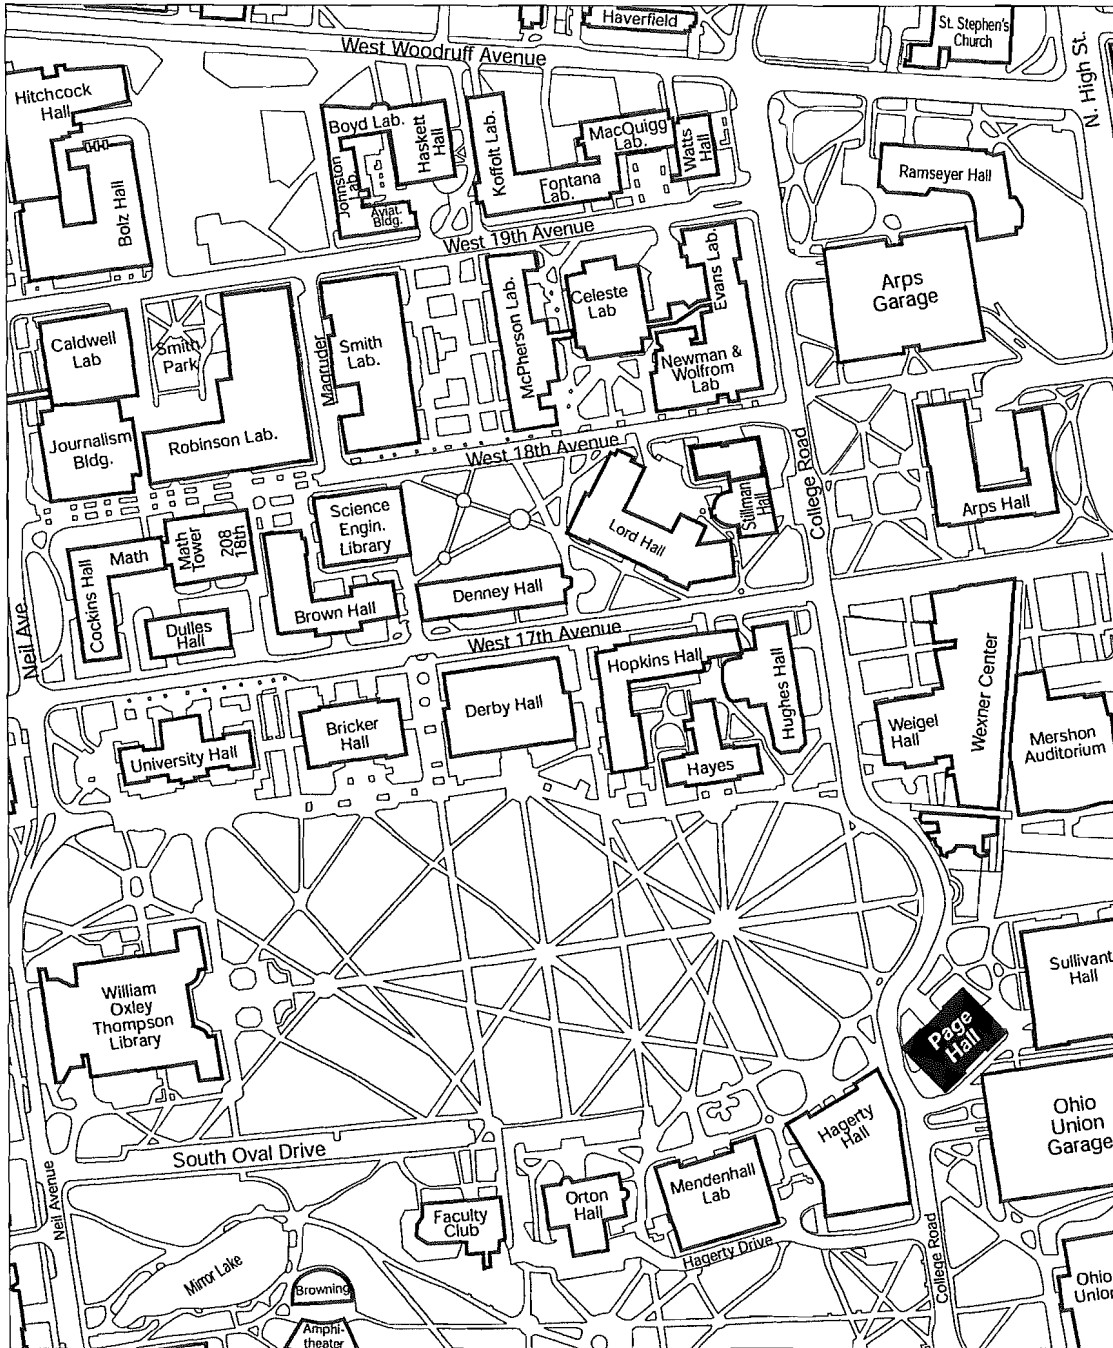 Haverfield
St. Stephen's
Church
West Woodruff Avenue
N. High St.
Hitchcock
Hall
Boyd Lab.
Haskett
Hall
Koffolt Lab.
MacQuigg
Lab.
Watts
Hall
Johnston
Lab.
Fontana
Lab.
Ramseyer Hall
Aviat.
Bldg.
Bolz Hall
West 19th Avenue
Evans Lab.
McPherson Lab.
Celeste
Lab
Arps
Garage
Caldwell
Lab
Smith
Park
Magruder
Smith
Lab.
Newman &
Wolfrom
Lab
Journalism
Bldg.
Robinson Lab.
West 18th Avenue
College Road
Stillman
Hall
Science
Engin.
Library
Lord Hall
Arps Hall
Math
Math
Tower
208
18th
Cockins Hall
Denney Hall
Brown Hall
Dulles
Hall
Neil Ave.
West 17th Avenue
Hopkins Hall
Hughes Hall
Wexner Center
Derby Hall
Bricker
Hall
Weigel
Hall
Mershon
Auditorium
University Hall
Hayes
William
Oxley
Thompson
Library
Sullivant
Hall
Page
Hall
Ohio
Union
Garage
Hagerty
Hall
South Oval Drive
Mendenhall
Lab
Neil Avenue
Orton
Hall
Faculty
Club
Hagerty Drive
College Road
Mirror Lake
Browning
Amphi-
theater
Ohio
Union